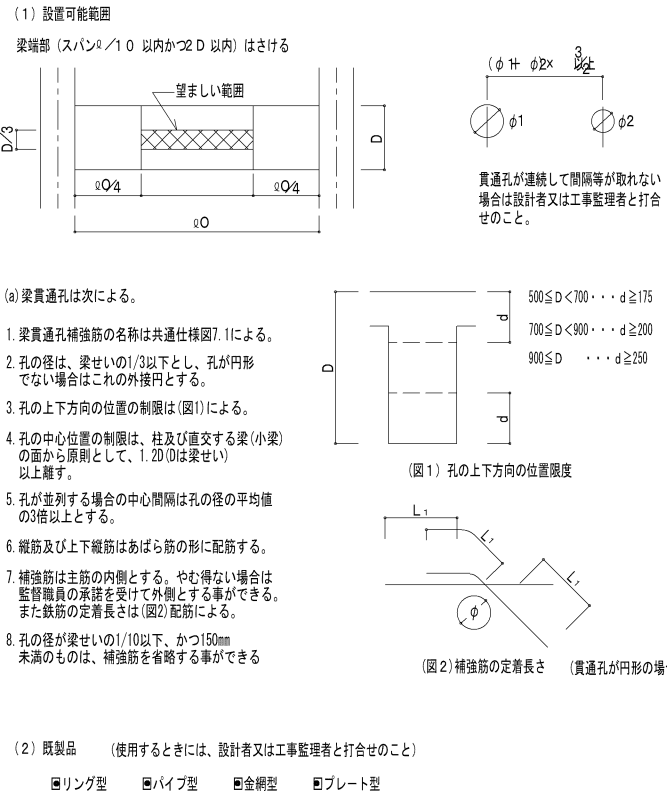 (1) 設置可能範囲
梁端部 (スパンℓ/10 以内かつ2D 以内) はさける
望ましい範囲
D/3
D
ℓ0/4
ℓ0/4
ℓ0
(φ1+ φ2)/2× 3/2以上
φ1
φ2
貫通孔が連続して間隔等が取れない
場合は設計者又は工事監理者と打合
せのこと。
(a)梁貫通孔は次による。
1.梁貫通孔補強筋の名称は共通仕様図7.1による。
2.孔の径は、梁せいの1/3以下とし、孔が円形
でない場合はこれの外接円とする。
3.孔の上下方向の位置の制限は(図1)による。
4.孔の中心位置の制限は、柱及び直交する梁(小梁)
の面から原則として、1.2D(Dは梁せい)
以上離す。
5.孔が並列する場合の中心間隔は孔の径の平均値
の3倍以上とする。
6.縦筋及び上下縦筋はあばら筋の形に配筋する。
7.補強筋は主筋の内側とする。やむ得ない場合は
監督職員の承諾を受けて外側とする事ができる。
また鉄筋の定着長さは(図2)配筋による。
8.孔の径が梁せいの1/10以下、かつ150mm
未満のものは、補強筋を省略する事ができる
D
d
d
500≦D<700・・・d≧175
700≦D<900・・・d≧200
900≦D ・・・d≧250
(図1) 孔の上下方向の位置限度
L1
L1
L1
φ
(図2)補強筋の定着長さ (貫通孔が円形の場
(2) 既製品 (使用するときには、設計者又は工事監理者と打合せのこと)
リング型 パイプ型 金網型 プレート型